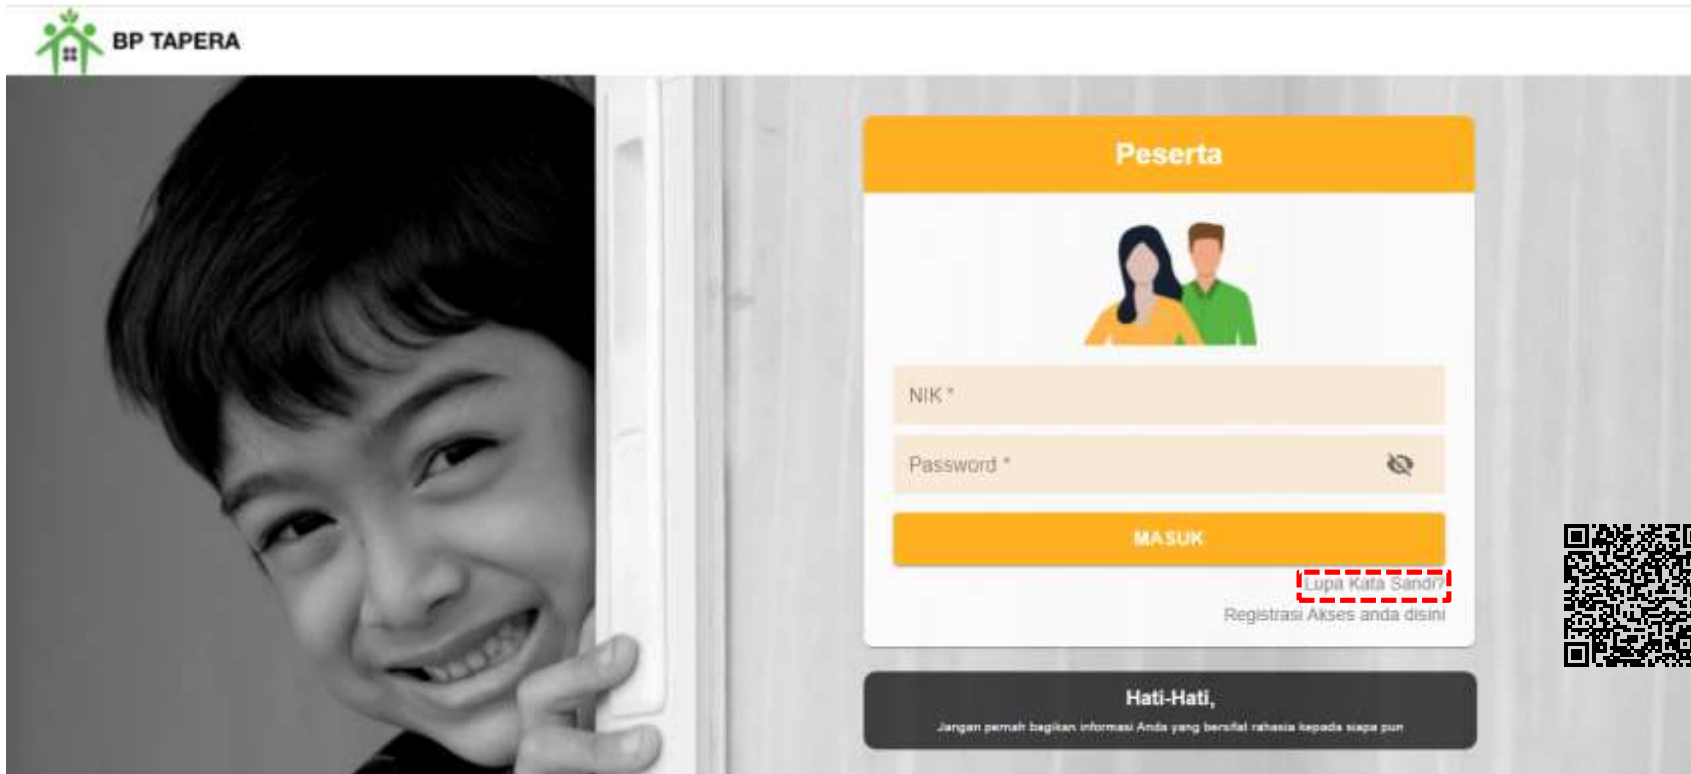 BP TAPERA
Peserta
NIK *
Password *
MASUK
Lupa Kata Sandi?
Registrasi Akses anda disini
Hati-Hati,
Jangan pernah bagikan informasi Anda yang bersifat rahasia kepada siapa pun